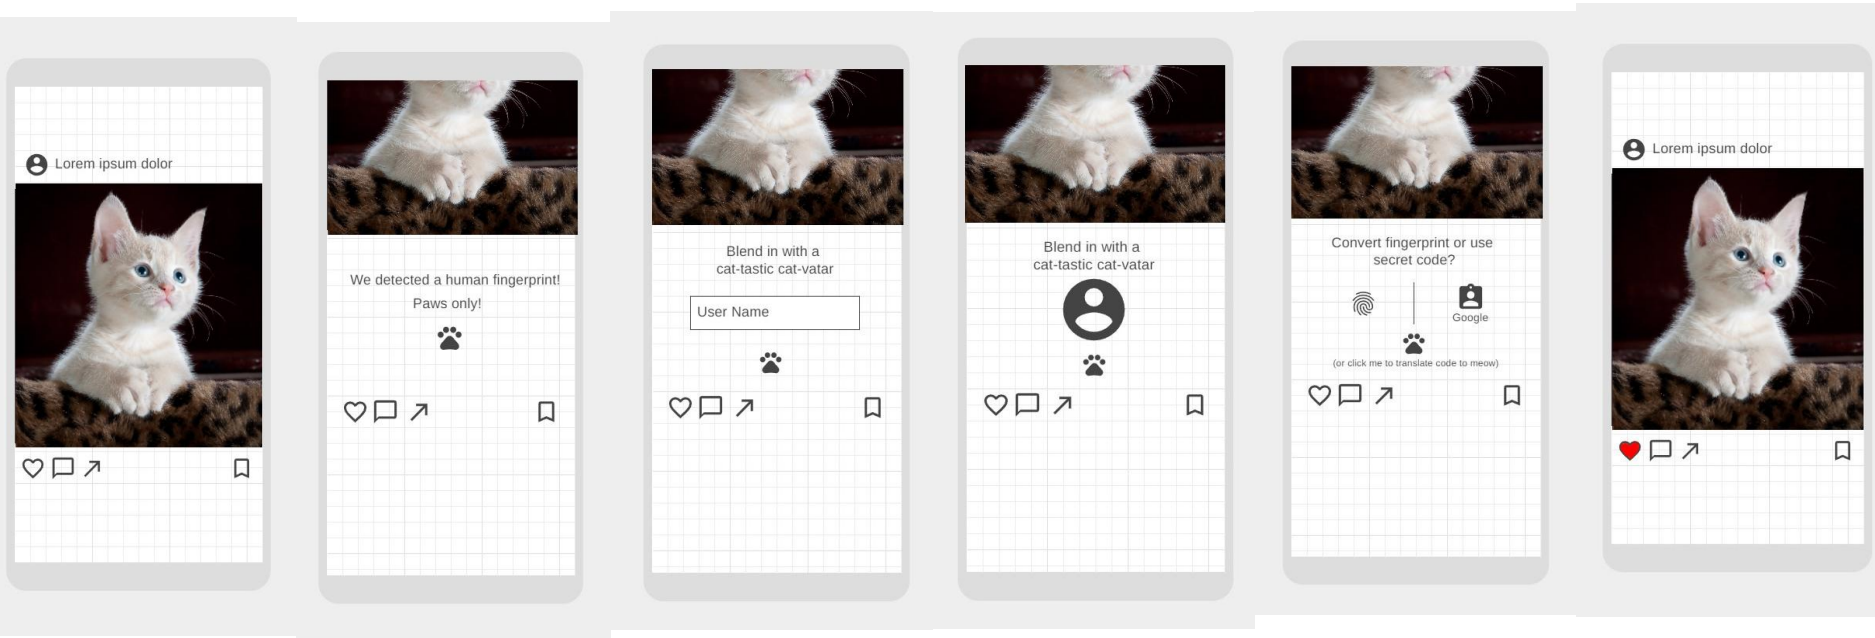 Lorem ipsum dolor
We detected a human fingerprint!
Paws only!
Blend in with a
cat-tastic cat-vatar
User Name
Blend in with a
cat-tastic cat-vatar
Convert fingerprint or use
secret code?
Google
(or click me to translate code to meow)
Lorem ipsum dolor